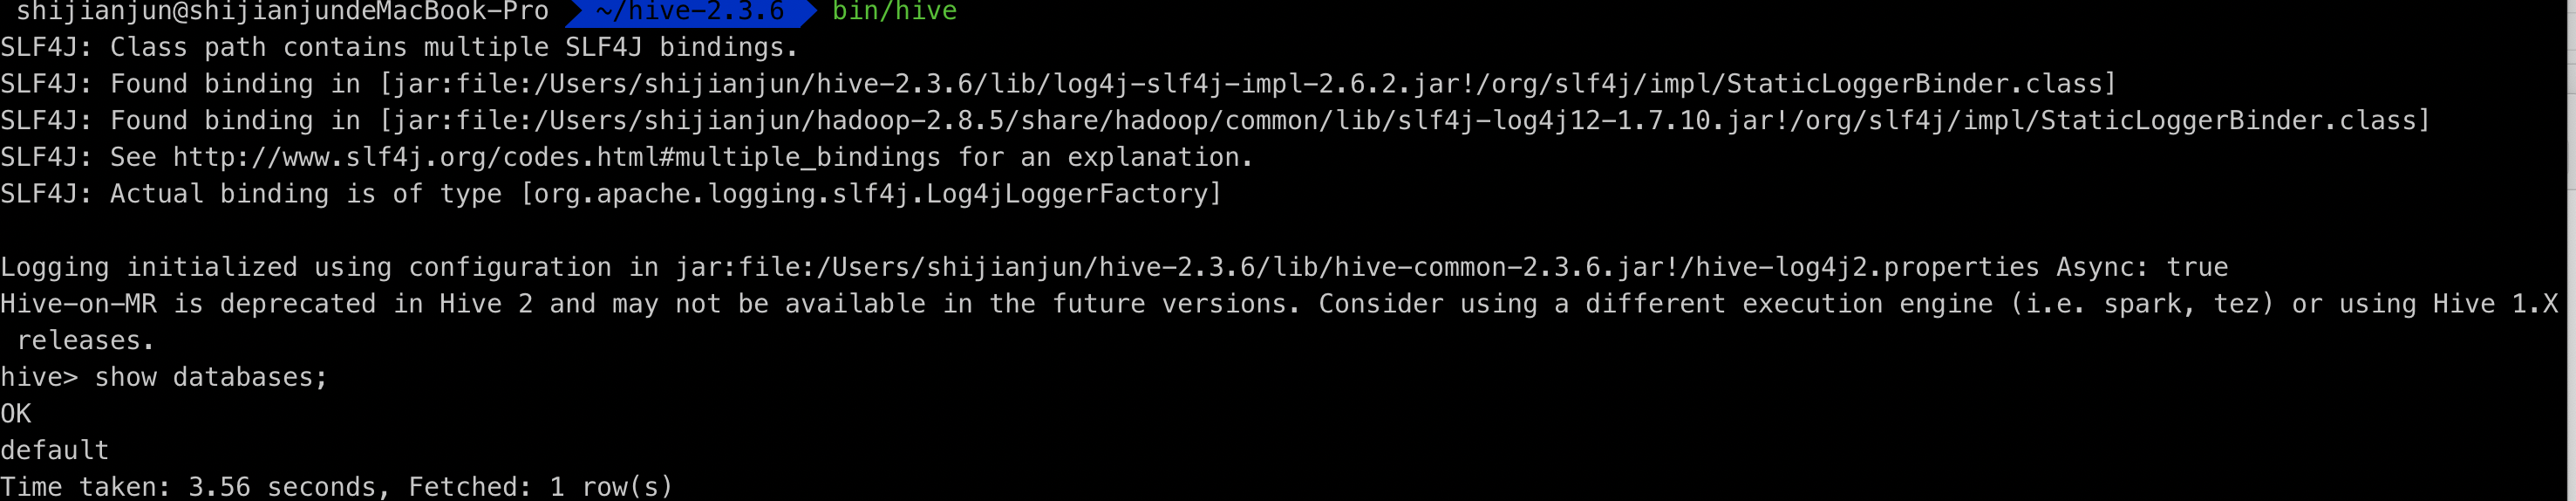 shijianjun@shijianjundeMacBook-Pro ~/hive-2.3.6 bin/hive
SLF4J: Class path contains multiple SLF4J bindings.
SLF4J: Found binding in [jar:file:/Users/shijianjun/hive-2.3.6/lib/log4j-slf4j-impl-2.6.2.jar!/org/slf4j/impl/StaticLoggerBinder.class]
SLF4J: Found binding in [jar:file:/Users/shijianjun/hadoop-2.8.5/share/hadoop/common/lib/slf4j-log4j12-1.7.10.jar!/org/slf4j/impl/StaticLoggerBinder.class]
SLF4J: See http://www.slf4j.org/codes.html#multiple_bindings for an explanation.
SLF4J: Actual binding is of type [org.apache.logging.slf4j.Log4jLoggerFactory]
Logging initialized using configuration in jar:file:/Users/shijianjun/hive-2.3.6/lib/hive-common-2.3.6.jar!/hive-log4j2.properties Async: true
Hive-on-MR is deprecated in Hive 2 and may not be available in the future versions. Consider using a different execution engine (i.e. spark, tez) or using Hive 1.X
releases.
hive> show databases;
OK
default
Time taken: 3.56 seconds, Fetched: 1 row(s)